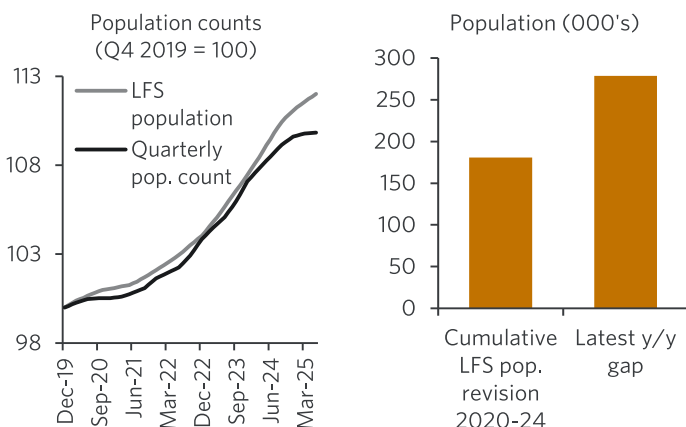 Population counts
(Q4 2019 = 100)
113
108
103
98
LFS
population
Quarterly
pop. count
Dec-19
Sep-20
Jun-21
Mar-22
Dec-22
Sep-23
Jun-24
Mar-25
Population (000's)
300
250
200
150
100
50
0
Cumulative
LFS pop.
revision
2020-24
Latest y/y
gap